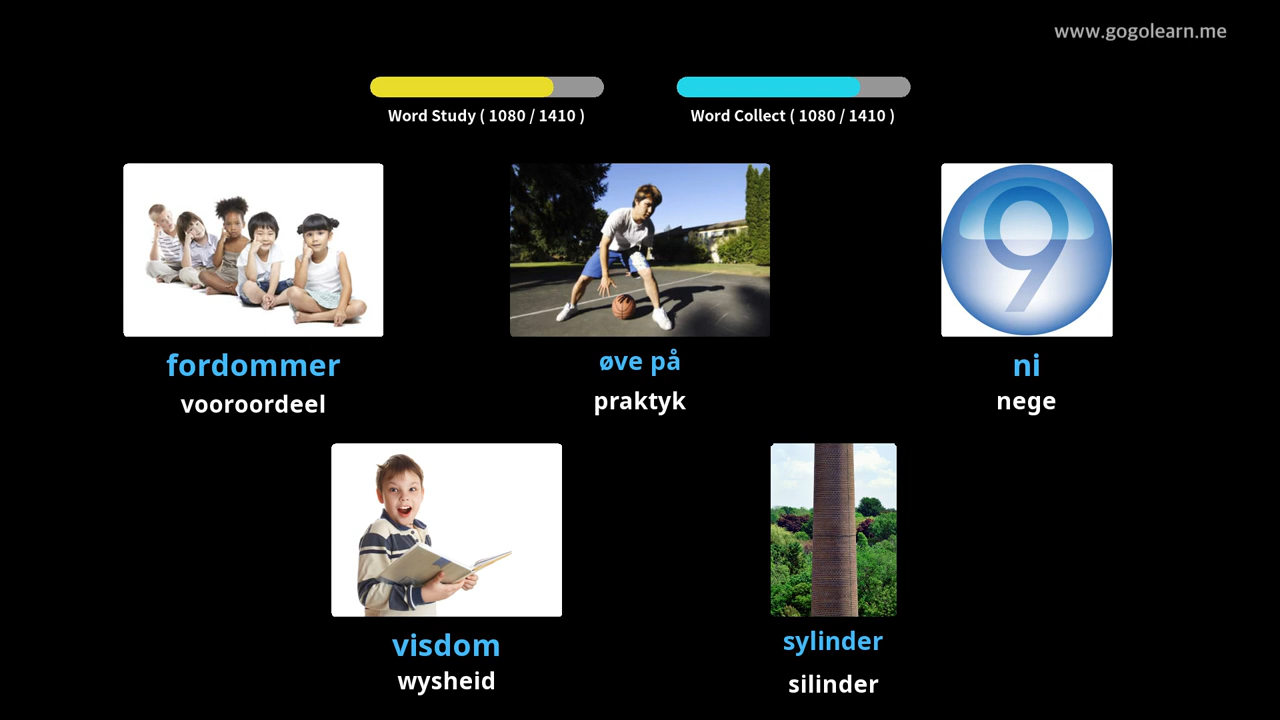 www.gogolearn.me
Word Study ( 1080 / 1410 )
Word Collect ( 1080 / 1410 )
9
fordommer
vooroordeel
øve på
praktyk
ni
nege
visdom
wysheid
sylinder
silinder